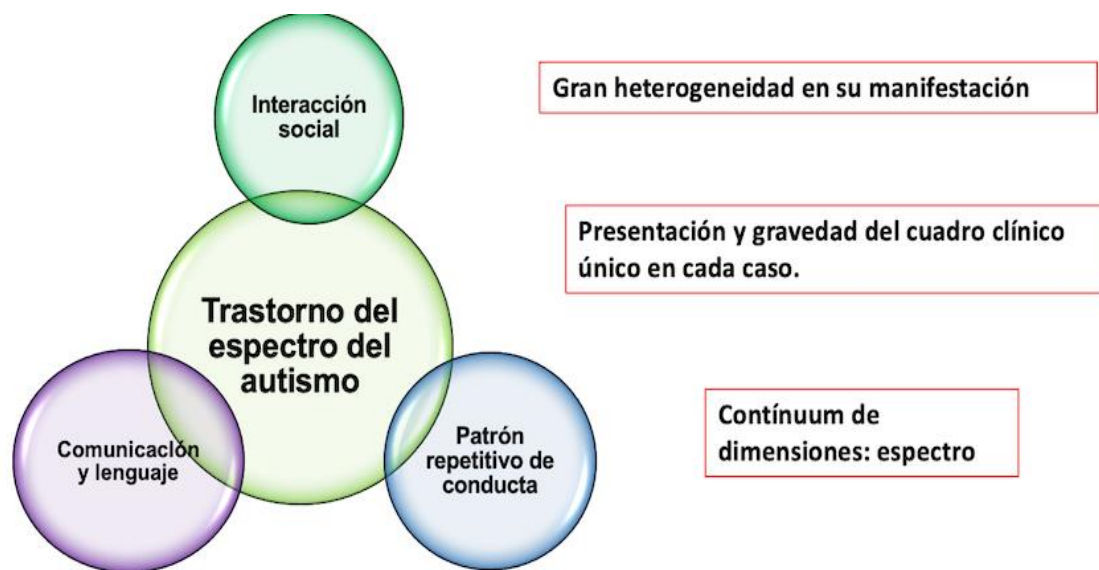 Interacción
social
Gran heterogeneidad en su manifestación
Presentación y gravedad del cuadro clínico
único en cada caso.
Trastorno del
espectro del
autismo
Comunicación
y lenguaje
Patrón
repetitivo de
conducta
Contínuum de
dimensiones: espectro